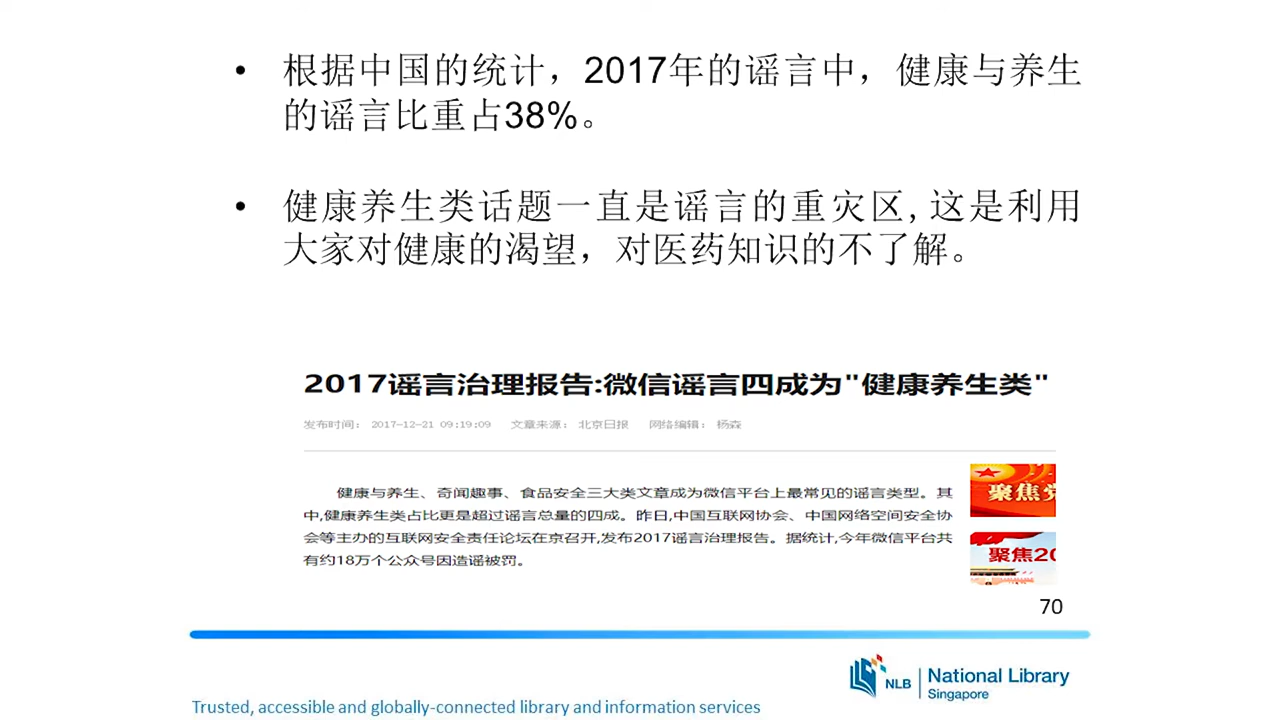 • 根据中国的统计，2017年的谣言中，健康与养生
的谣言比重占38%。
• 健康养生类话题一直是谣言的重灾区,这是利用
大家对健康的渴望，对医药知识的不了解。
2017谣言治理报告:微信谣言四成为"健康养生类"
发布时间： 2017-12-21 09:19:09 文章来源： 北京日报 网络编辑： 杨森
健康与养生、奇闻趣事、食品安全三大类文章成为微信平台上最常见的谣言类型。其
中,健康养生类占比更是超过谣言总量的四成。昨日,中国互联网协会、中国网络空间安全协
会等主办的互联网安全责任论坛在京召开,发布2017谣言治理报告。据统计,今年微信平台共
有约18万个公众号因造谣被罚。
聚焦党
聚焦20
70
NLB National Library
Singapore
Trusted, accessible and globally-connected library and information services